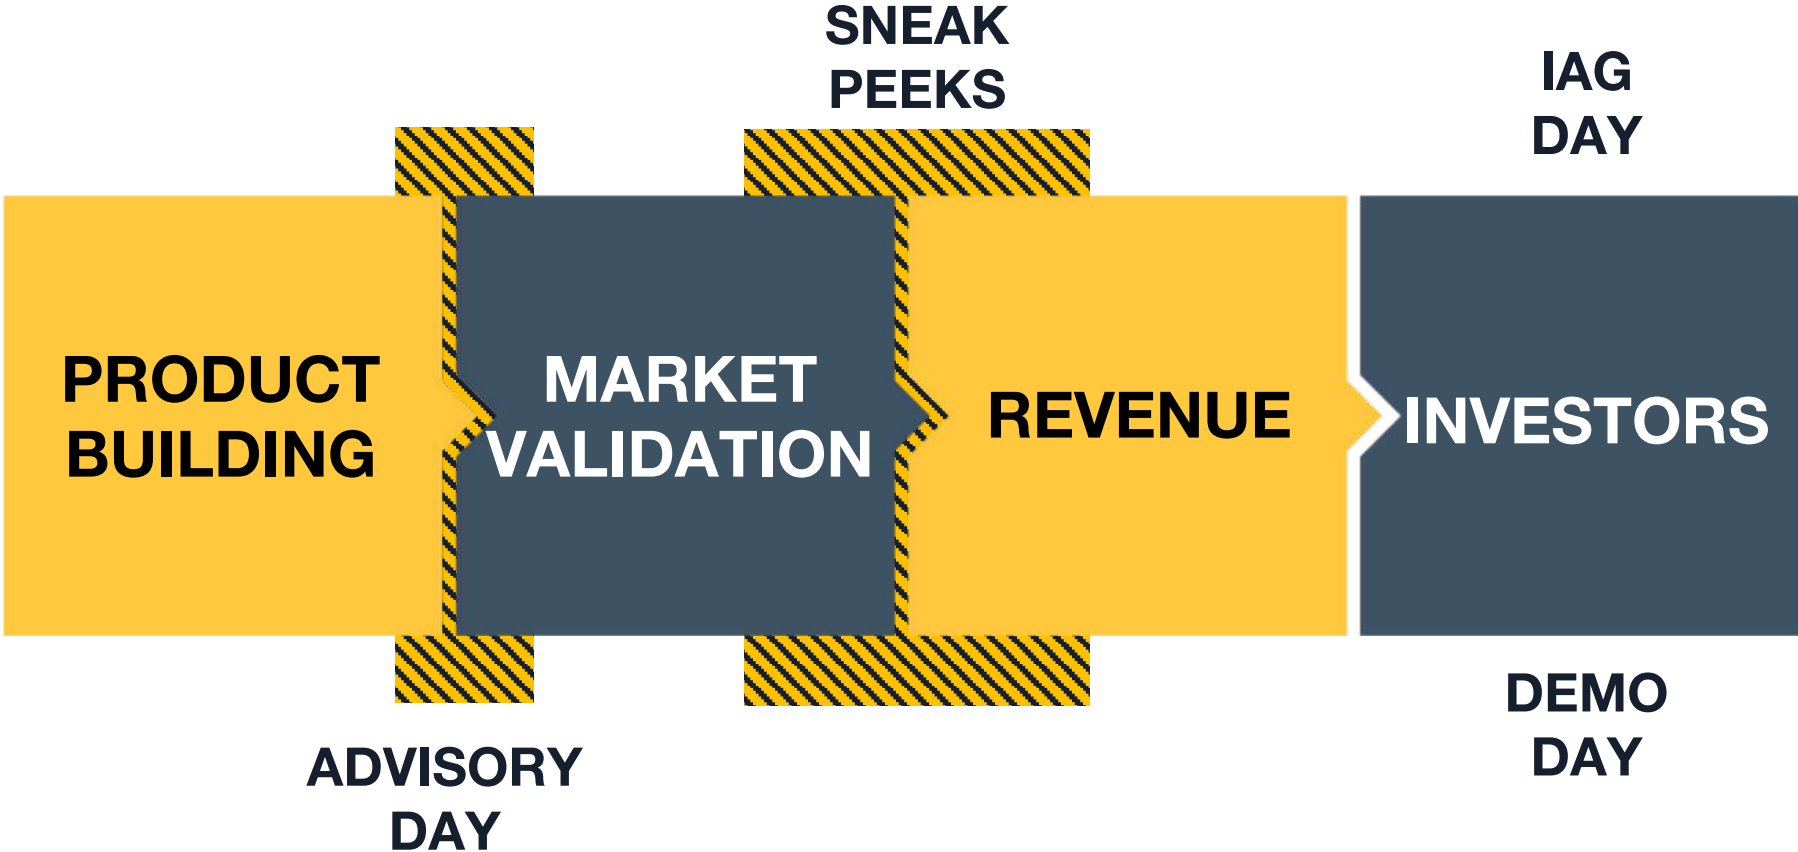 SNEAK
PEEKS
IAG
DAY
PRODUCT
BUILDING
MARKET
VALIDATION
REVENUE
INVESTORS
ADVISORY
DAY
DEMO
DAY